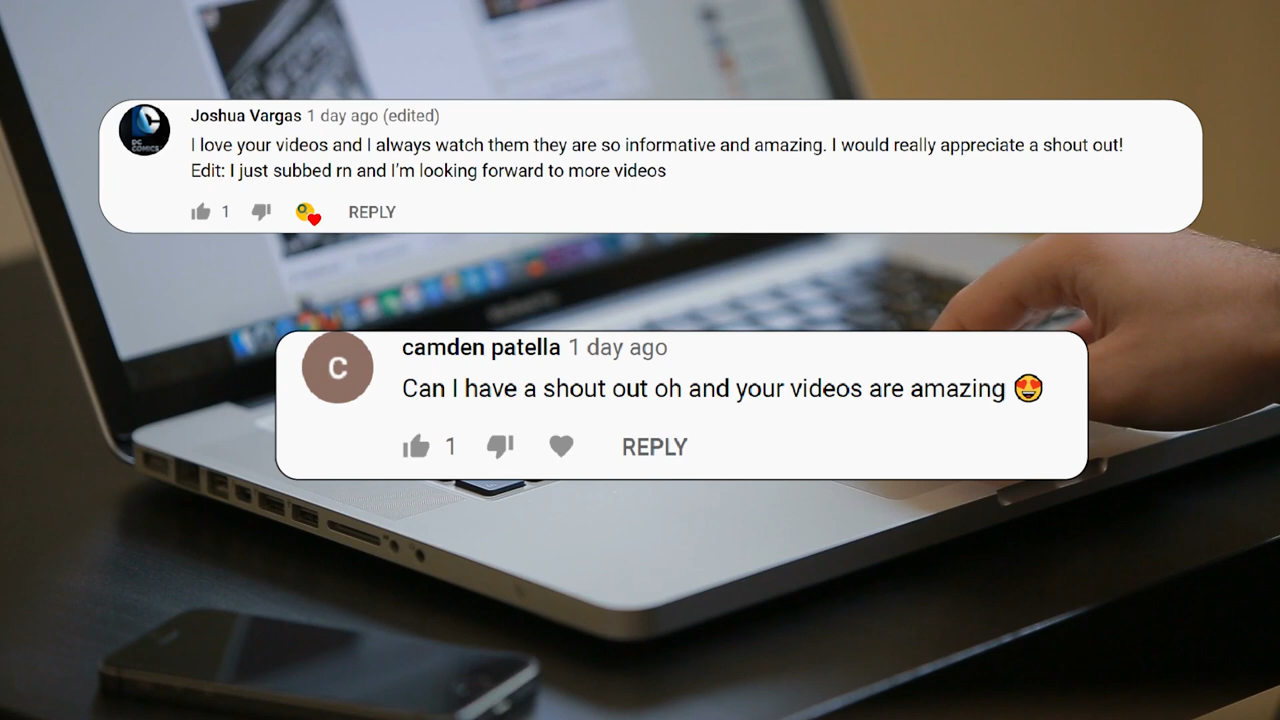 Joshua Vargas 1 day ago (edited)
I love your videos and I always watch them they are so informative and amazing. I would really appreciate a shout out!
Edit: I just subbed rn and I'm looking forward to more videos
1 REPLY
DC
COMICS
C
camden patella 1 day ago
Can I have a shout out oh and your videos are amazing 😍
1 REPLY